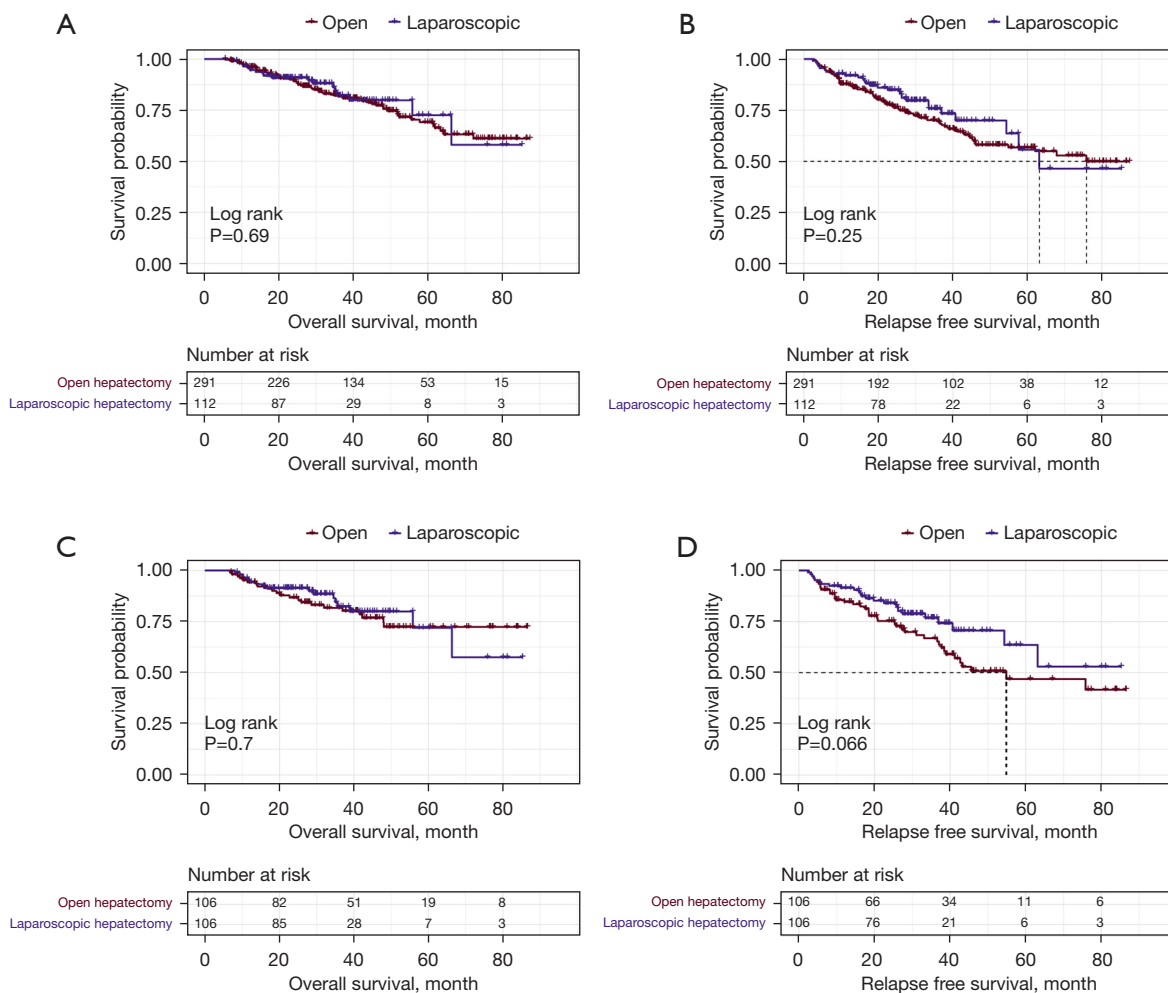 A
Open Laparoscopic
Survival probability
1.00
0.75
0.50
0.25
0.00
Log rank
P=0.69
0 20 40 60 80
Overall survival, month
Number at risk
Open hepatectomy 291 226 134 53 15
Laparoscopic hepatectomy 112 87 29 8 3
0 20 40 60 80
Overall survival, month
B
Open Laparoscopic
Survival probability
1.00
0.75
0.50
0.25
0.00
Log rank
P=0.25
0 20 40 60 80
Relapse free survival, month
Number at risk
Open hepatectomy 291 192 102 38 12
Laparoscopic hepatectomy 112 78 22 6 3
0 20 40 60 80
Relapse free survival, month
C
Open Laparoscopic
Survival probability
1.00
0.75
0.50
0.25
0.00
Log rank
P=0.7
0 20 40 60 80
Overall survival, month
Number at risk
Open hepatectomy 106 82 51 19 8
Laparoscopic hepatectomy 106 85 28 7 3
0 20 40 60 80
Overall survival, month
D
Open Laparoscopic
Survival probability
1.00
0.75
0.50
0.25
0.00
Log rank
P=0.066
0 20 40 60 80
Relapse free survival, month
Number at risk
Open hepatectomy 106 66 34 11 6
Laparoscopic hepatectomy 106 76 21 6 3
0 20 40 60 80
Relapse free survival, month